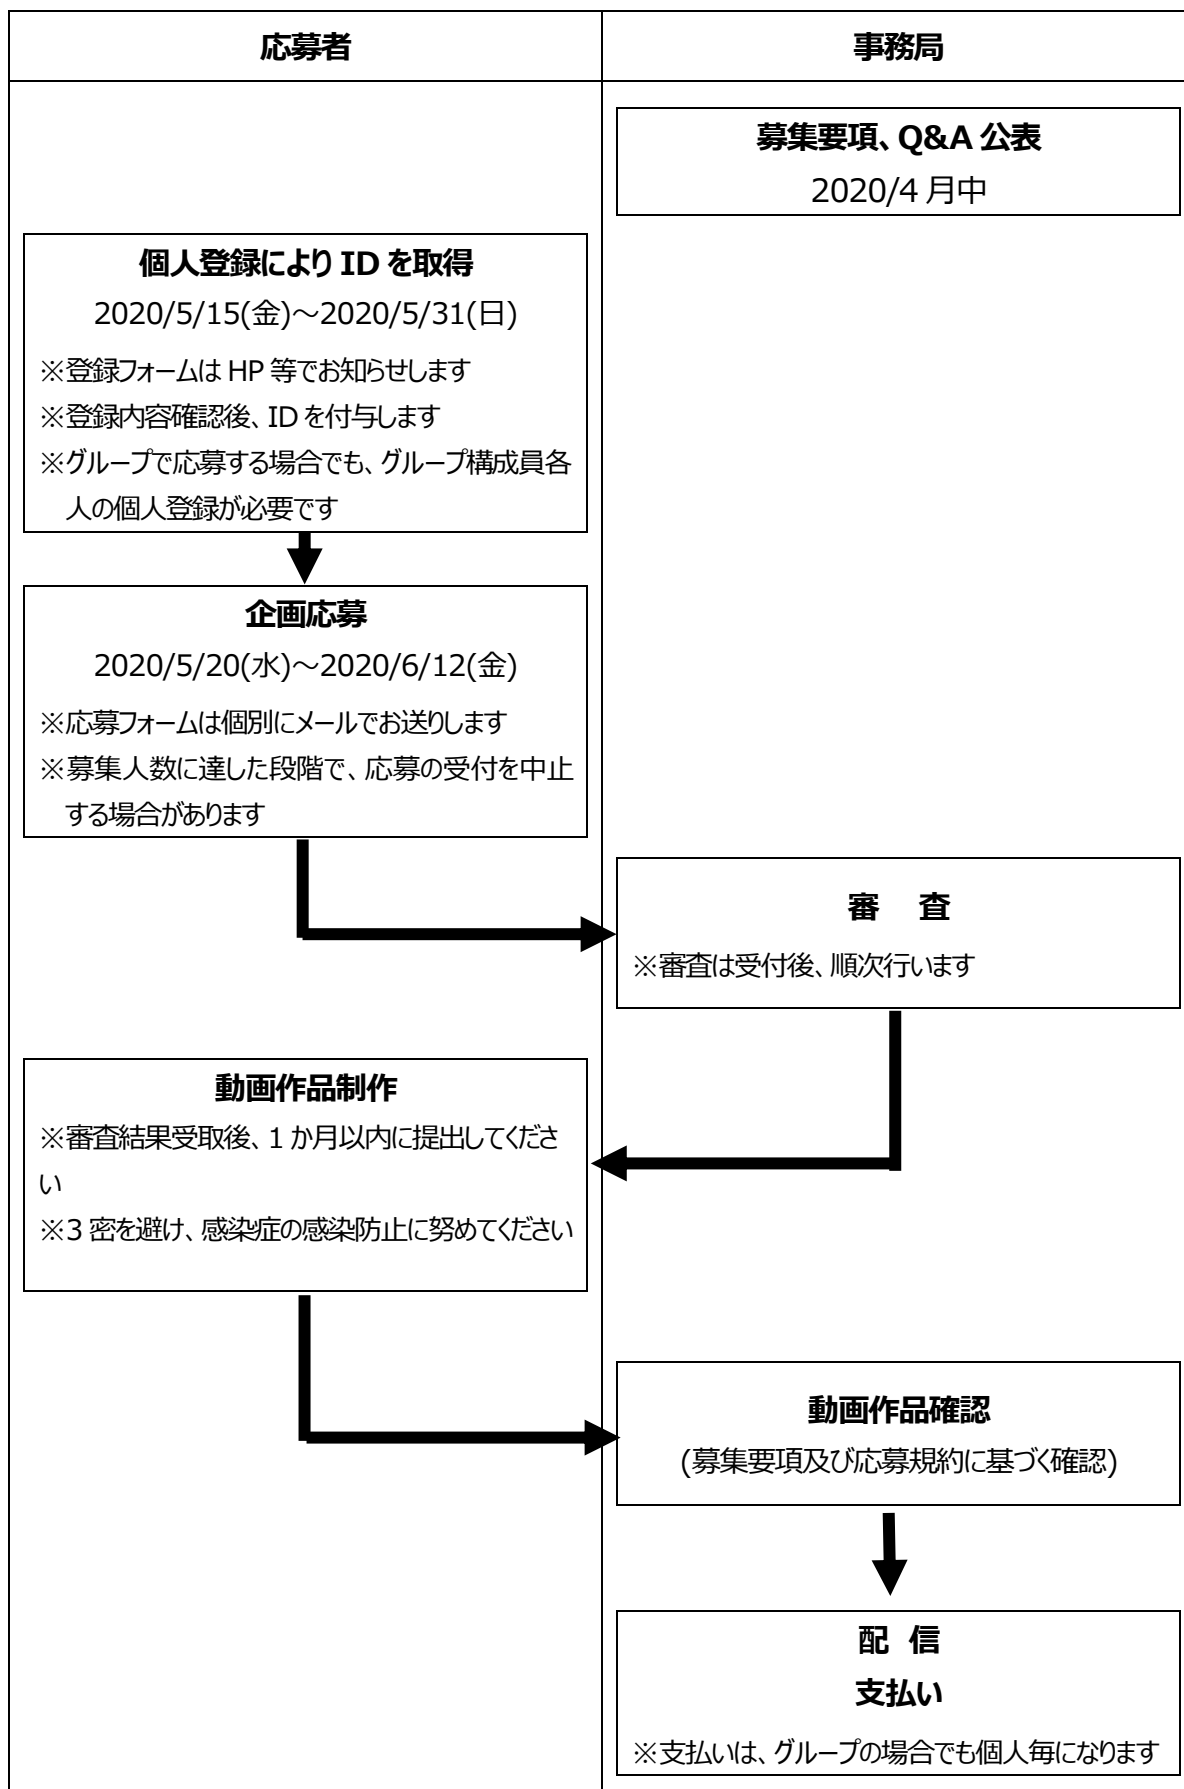 応募者
事務局
募集要項、Q&A 公表
2020/4 月中
個人登録により ID を取得
2020/5/15(金)～2020/5/31(日)
※登録フォームは HP 等でお知らせします
※登録内容確認後、ID を付与します
※グループで応募する場合でも、グループ構成員各
人の個人登録が必要です
企画応募
2020/5/20(水)～2020/6/12(金)
※応募フォームは個別にメールでお送りします
※募集人数に達した段階で、応募の受付を中止
する場合があります
審 査
※審査は受付後、順次行います
動画作品制作
※審査結果受取後、1 か月以内に提出してくださ
い
※3 密を避け、感染症の感染防止に努めてください
動画作品確認
(募集要項及び応募規約に基づく確認)
配 信
支払い
※支払いは、グループの場合でも個人毎になります